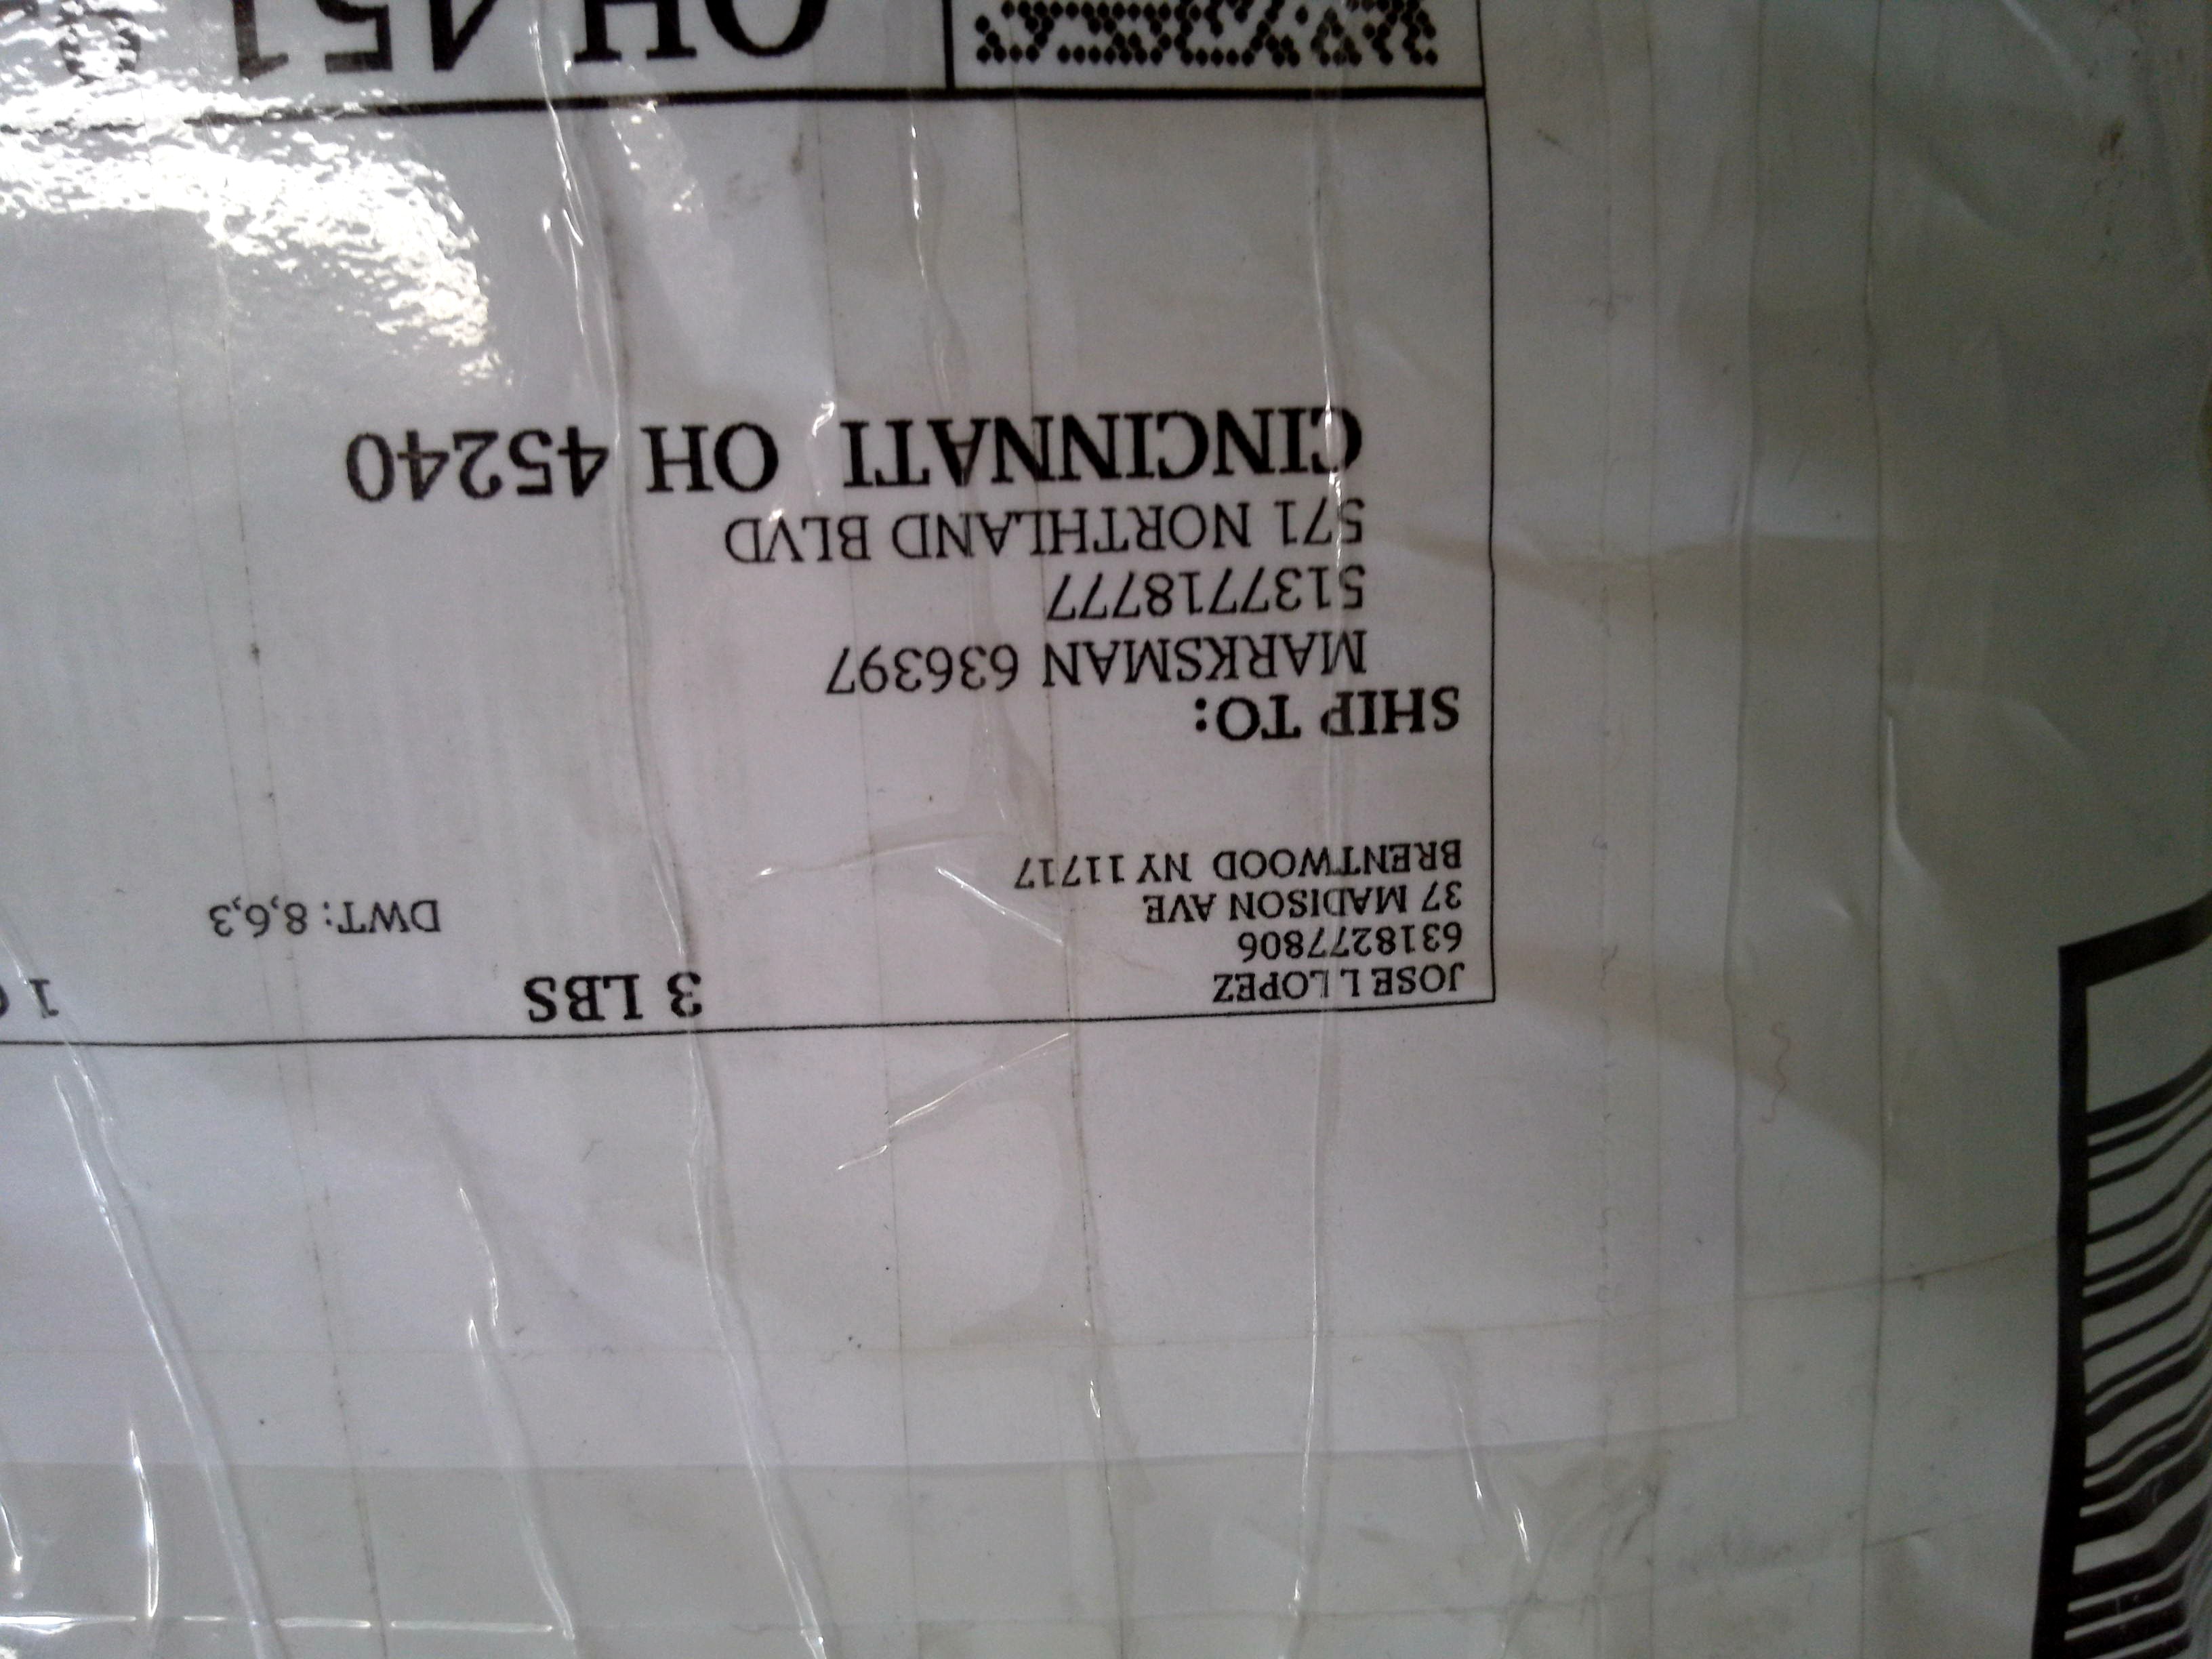 JOSE L LOPEZ
6318277806
37 MADISON AVE
BRENTWOOD NY 11717
3 LBS
1
DWT: 8,6,3
SHIP TO:
MARKSMAN 636397
5137718777
571 NORTHLAND BLVD
CINCINNATI OH 45240
OH 451